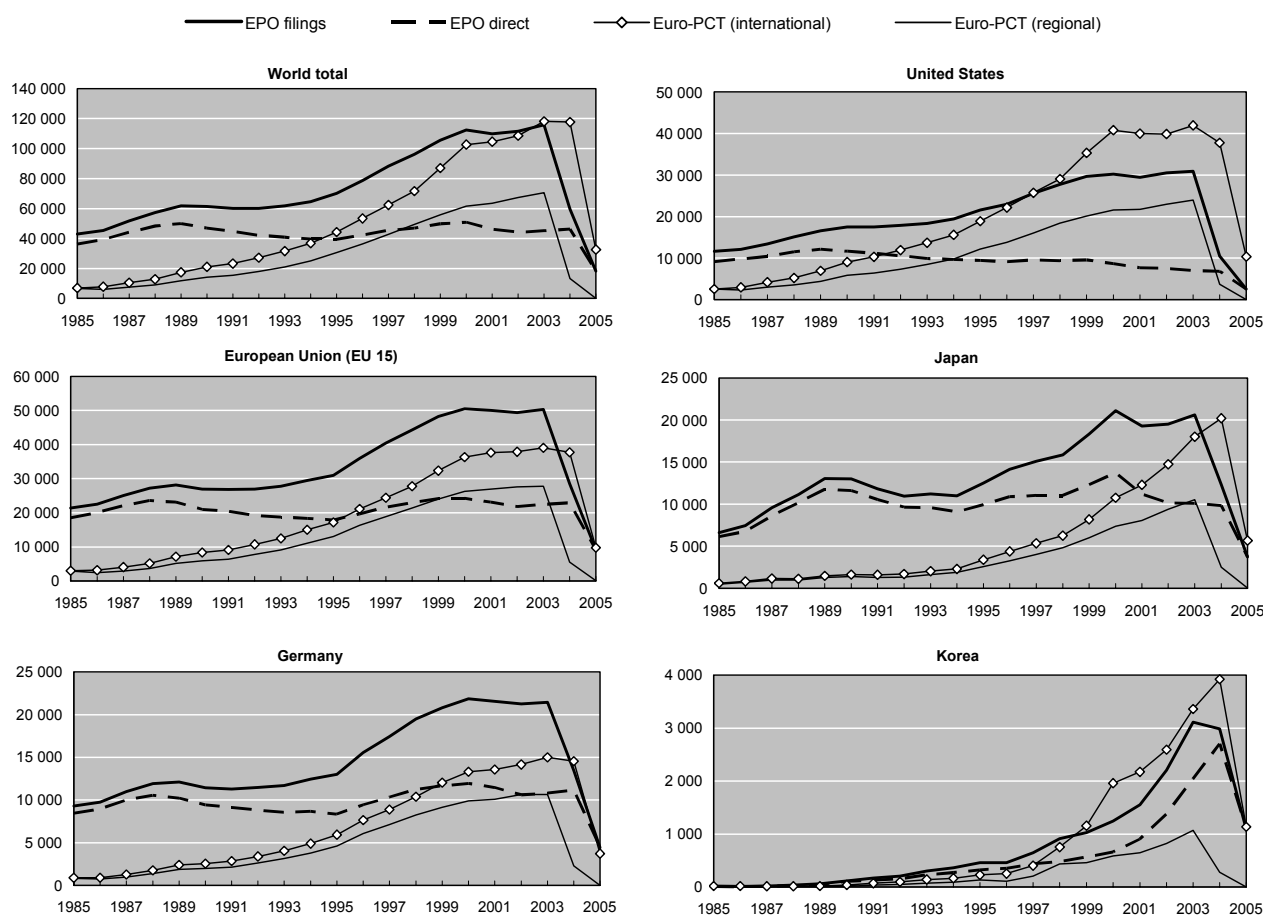 EPO filings EPO direct Euro-PCT (international) Euro-PCT (regional)
World total
140 000
120 000
100 000
80 000
60 000
40 000
20 000
0
1985 1987 1989 1991 1993 1995 1997 1999 2001 2003 2005
United States
50 000
40 000
30 000
20 000
10 000
0
1985 1987 1989 1991 1993 1995 1997 1999 2001 2003 2005
European Union (EU 15)
60 000
50 000
40 000
30 000
20 000
10 000
0
1985 1987 1989 1991 1993 1995 1997 1999 2001 2003 2005
Japan
25 000
20 000
15 000
10 000
5 000
0
1985 1987 1989 1991 1993 1995 1997 1999 2001 2003 2005
Germany
25 000
20 000
15 000
10 000
5 000
0
1985 1987 1989 1991 1993 1995 1997 1999 2001 2003 2005
Korea
4 000
3 000
2 000
1 000
0
1985 1987 1989 1991 1993 1995 1997 1999 2001 2003 2005